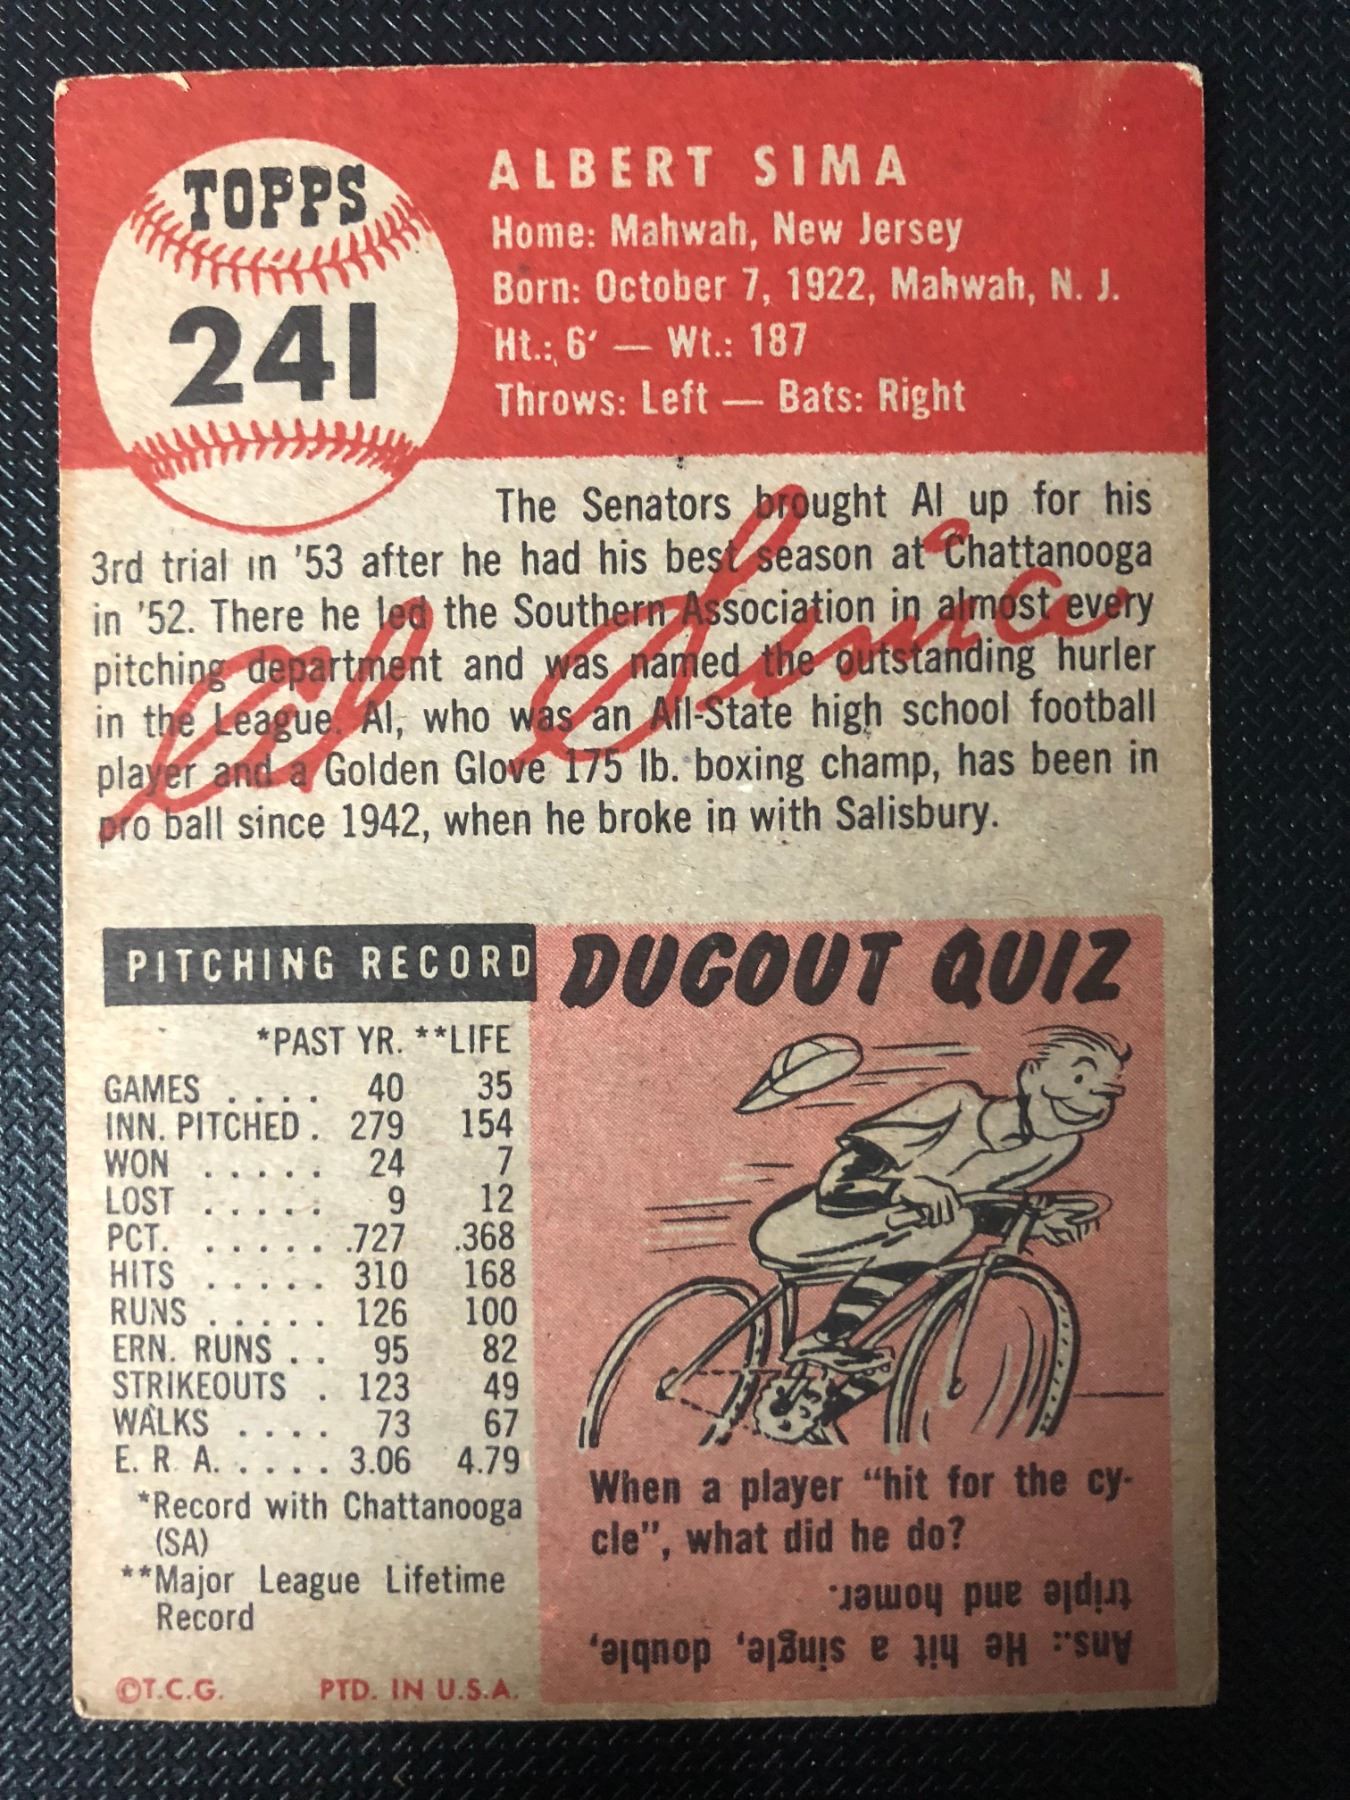 TOPPS
241
ALBERT SIMA
Home: Mahwah, New Jersey
Born: October 7, 1922, Mahwah, N. J.
Ht.: 6' — Wt.: 187
Throws: Left — Bats: Right
The Senators brought Al up for his
3rd trial in '53 after he had his best season at Chattanooga
in '52. There he led the Southern Association in almost every
pitching department and was named the outstanding hurler
in the League. Al, who was an All-State high school football
player and a Golden Glove 175 lb. boxing champ, has been in
pro ball since 1942, when he broke in with Salisbury.
Al Sima
PITCHING RECORD
*PAST YR. **LIFE
GAMES . . . . 40 35
INN. PITCHED . 279 154
WON . . . . . 24 7
LOST . . . . . 9 12
PCT. . . . . . . .727 .368
HITS . . . . . 310 168
RUNS . . . . . 126 100
ERN. RUNS . . 95 82
STRIKEOUTS . 123 49
WALKS . . . . 73 67
E. R. A. . . . . . 3.06 4.79
*Record with Chattanooga
(SA)
**Major League Lifetime
Record
©T.C.G. PTD. IN U.S.A.
DUGOUT QUIZ
When a player “hit for the cy-
cle”, what did he do?
Ans.: He hit a single, double,
triple and homer.